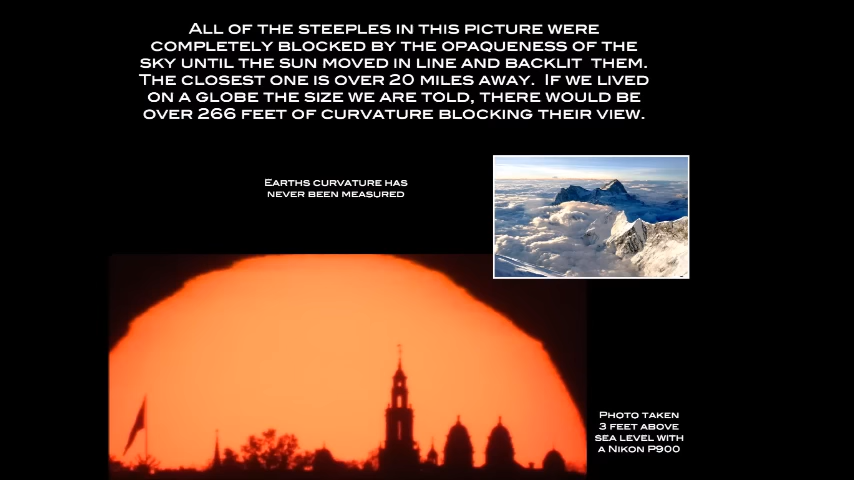 All of the steeples in this picture were
completely blocked by the opaqueness of the
sky until the sun moved in line and backlit them.
The closest one is over 20 miles away. If we lived
on a globe the size we are told, there would be
over 266 feet of curvature blocking their view.
Earths curvature has
never been measured
Photo taken
3 feet above
sea level with
a Nikon P900